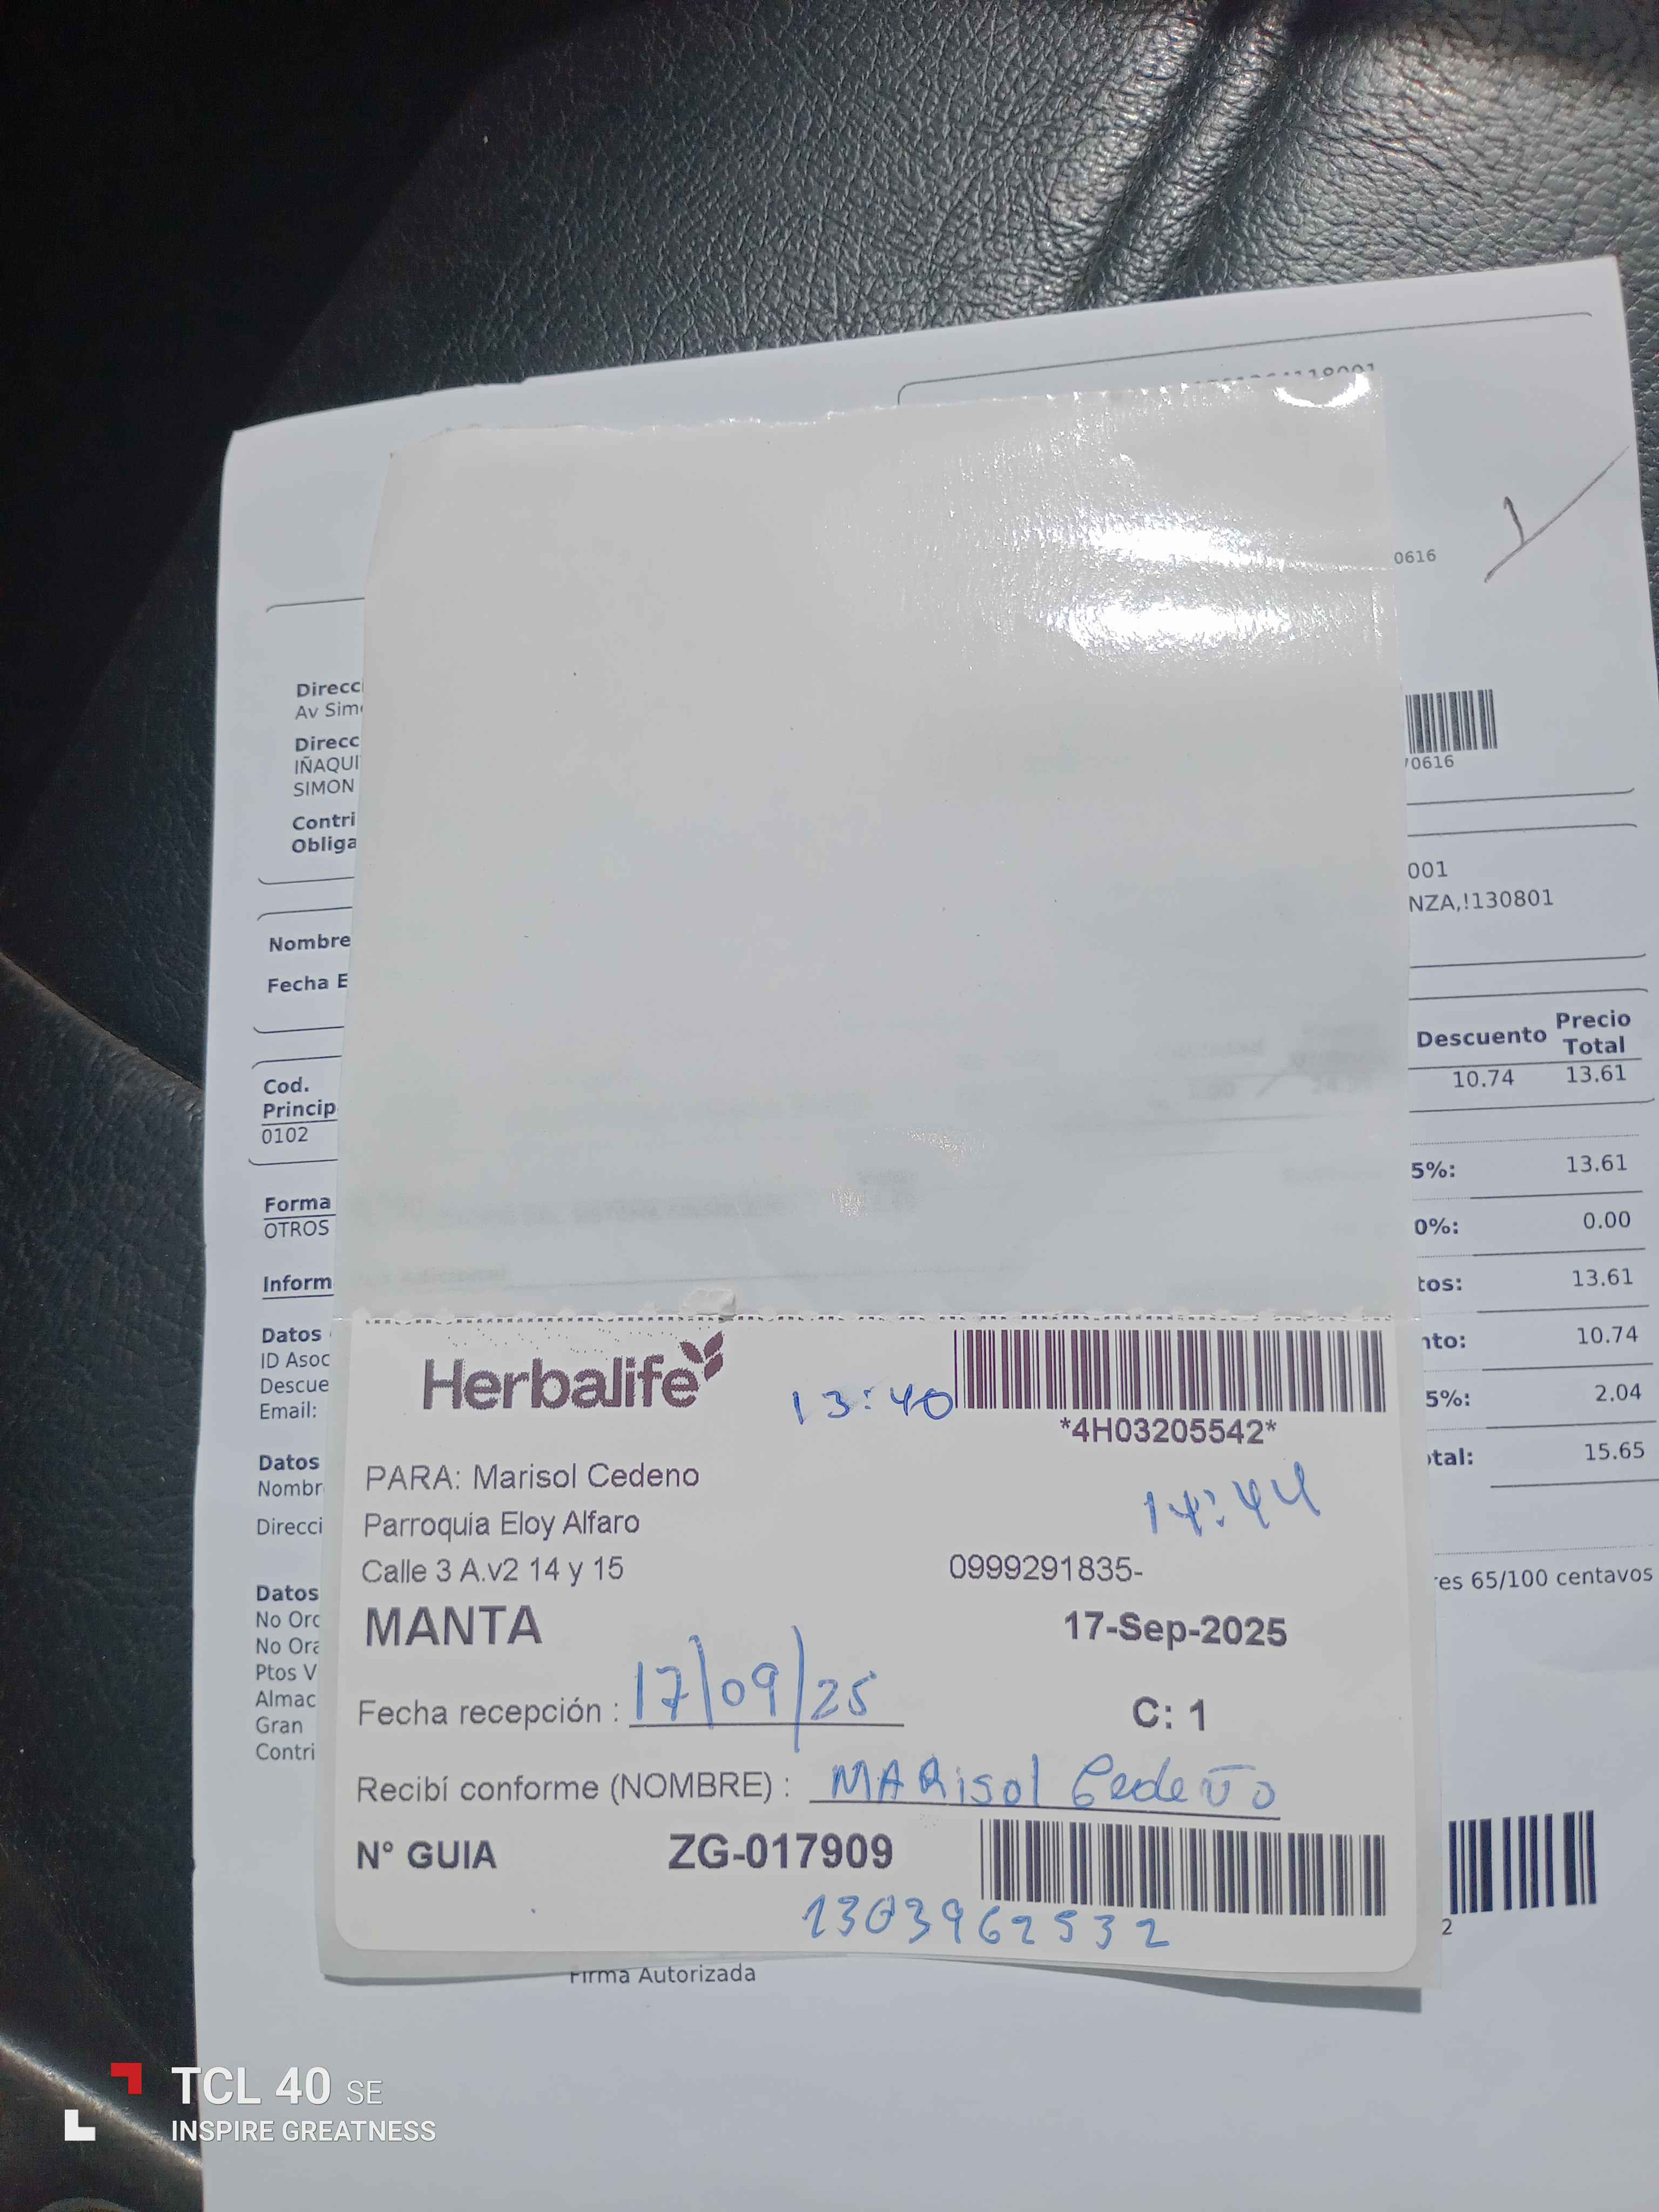 0616
1
Direcc
Av Sim
Direcc
IÑAQUI
SIMON
70616
Contri
Obliga
001
NZA,!130801
Nombre
Fecha E
Descuento Precio Total
Cod.
Princip
10.74 13.61
0102
5%: 13.61
Forma
OTROS
0%: 0.00
Inform
tos: 13.61
Datos
ID Asoc
Descue
Email:
nto: 10.74
5%: 2.04
Datos
Nombr
Direcci
otal: 15.65
res 65/100 centavos
Datos
No Ord
No Ora
Ptos V
Almac
Gran
Contri
Herbalife 13:40
*4H03205542*
PARA: Marisol Cedeno
14:44
Parroquia Eloy Alfaro
Calle 3 A.v2 14 y 15 0999291835-
MANTA 17-Sep-2025
Fecha recepción : 17/09/25 C: 1
Recibí conforme (NOMBRE) : MARisol Cedeño
N° GUIA ZG-017909
1303962532
2
Firma Autorizada
TCL 40 SE
INSPIRE GREATNESS